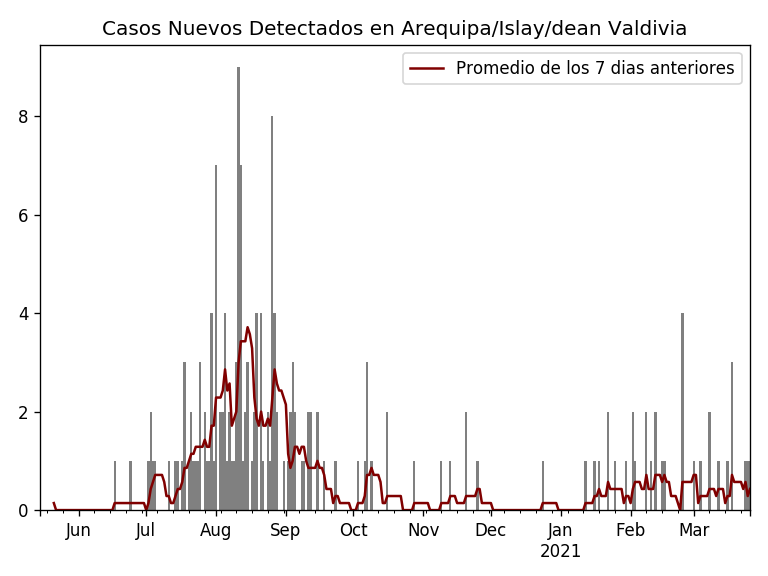 Casos Nuevos Detectados en Arequipa/Islay/dean Valdivia
Promedio de los 7 dias anteriores
8
6
4
2
0
Jun Jul Aug Sep Oct Nov Dec Jan Feb Mar
2021